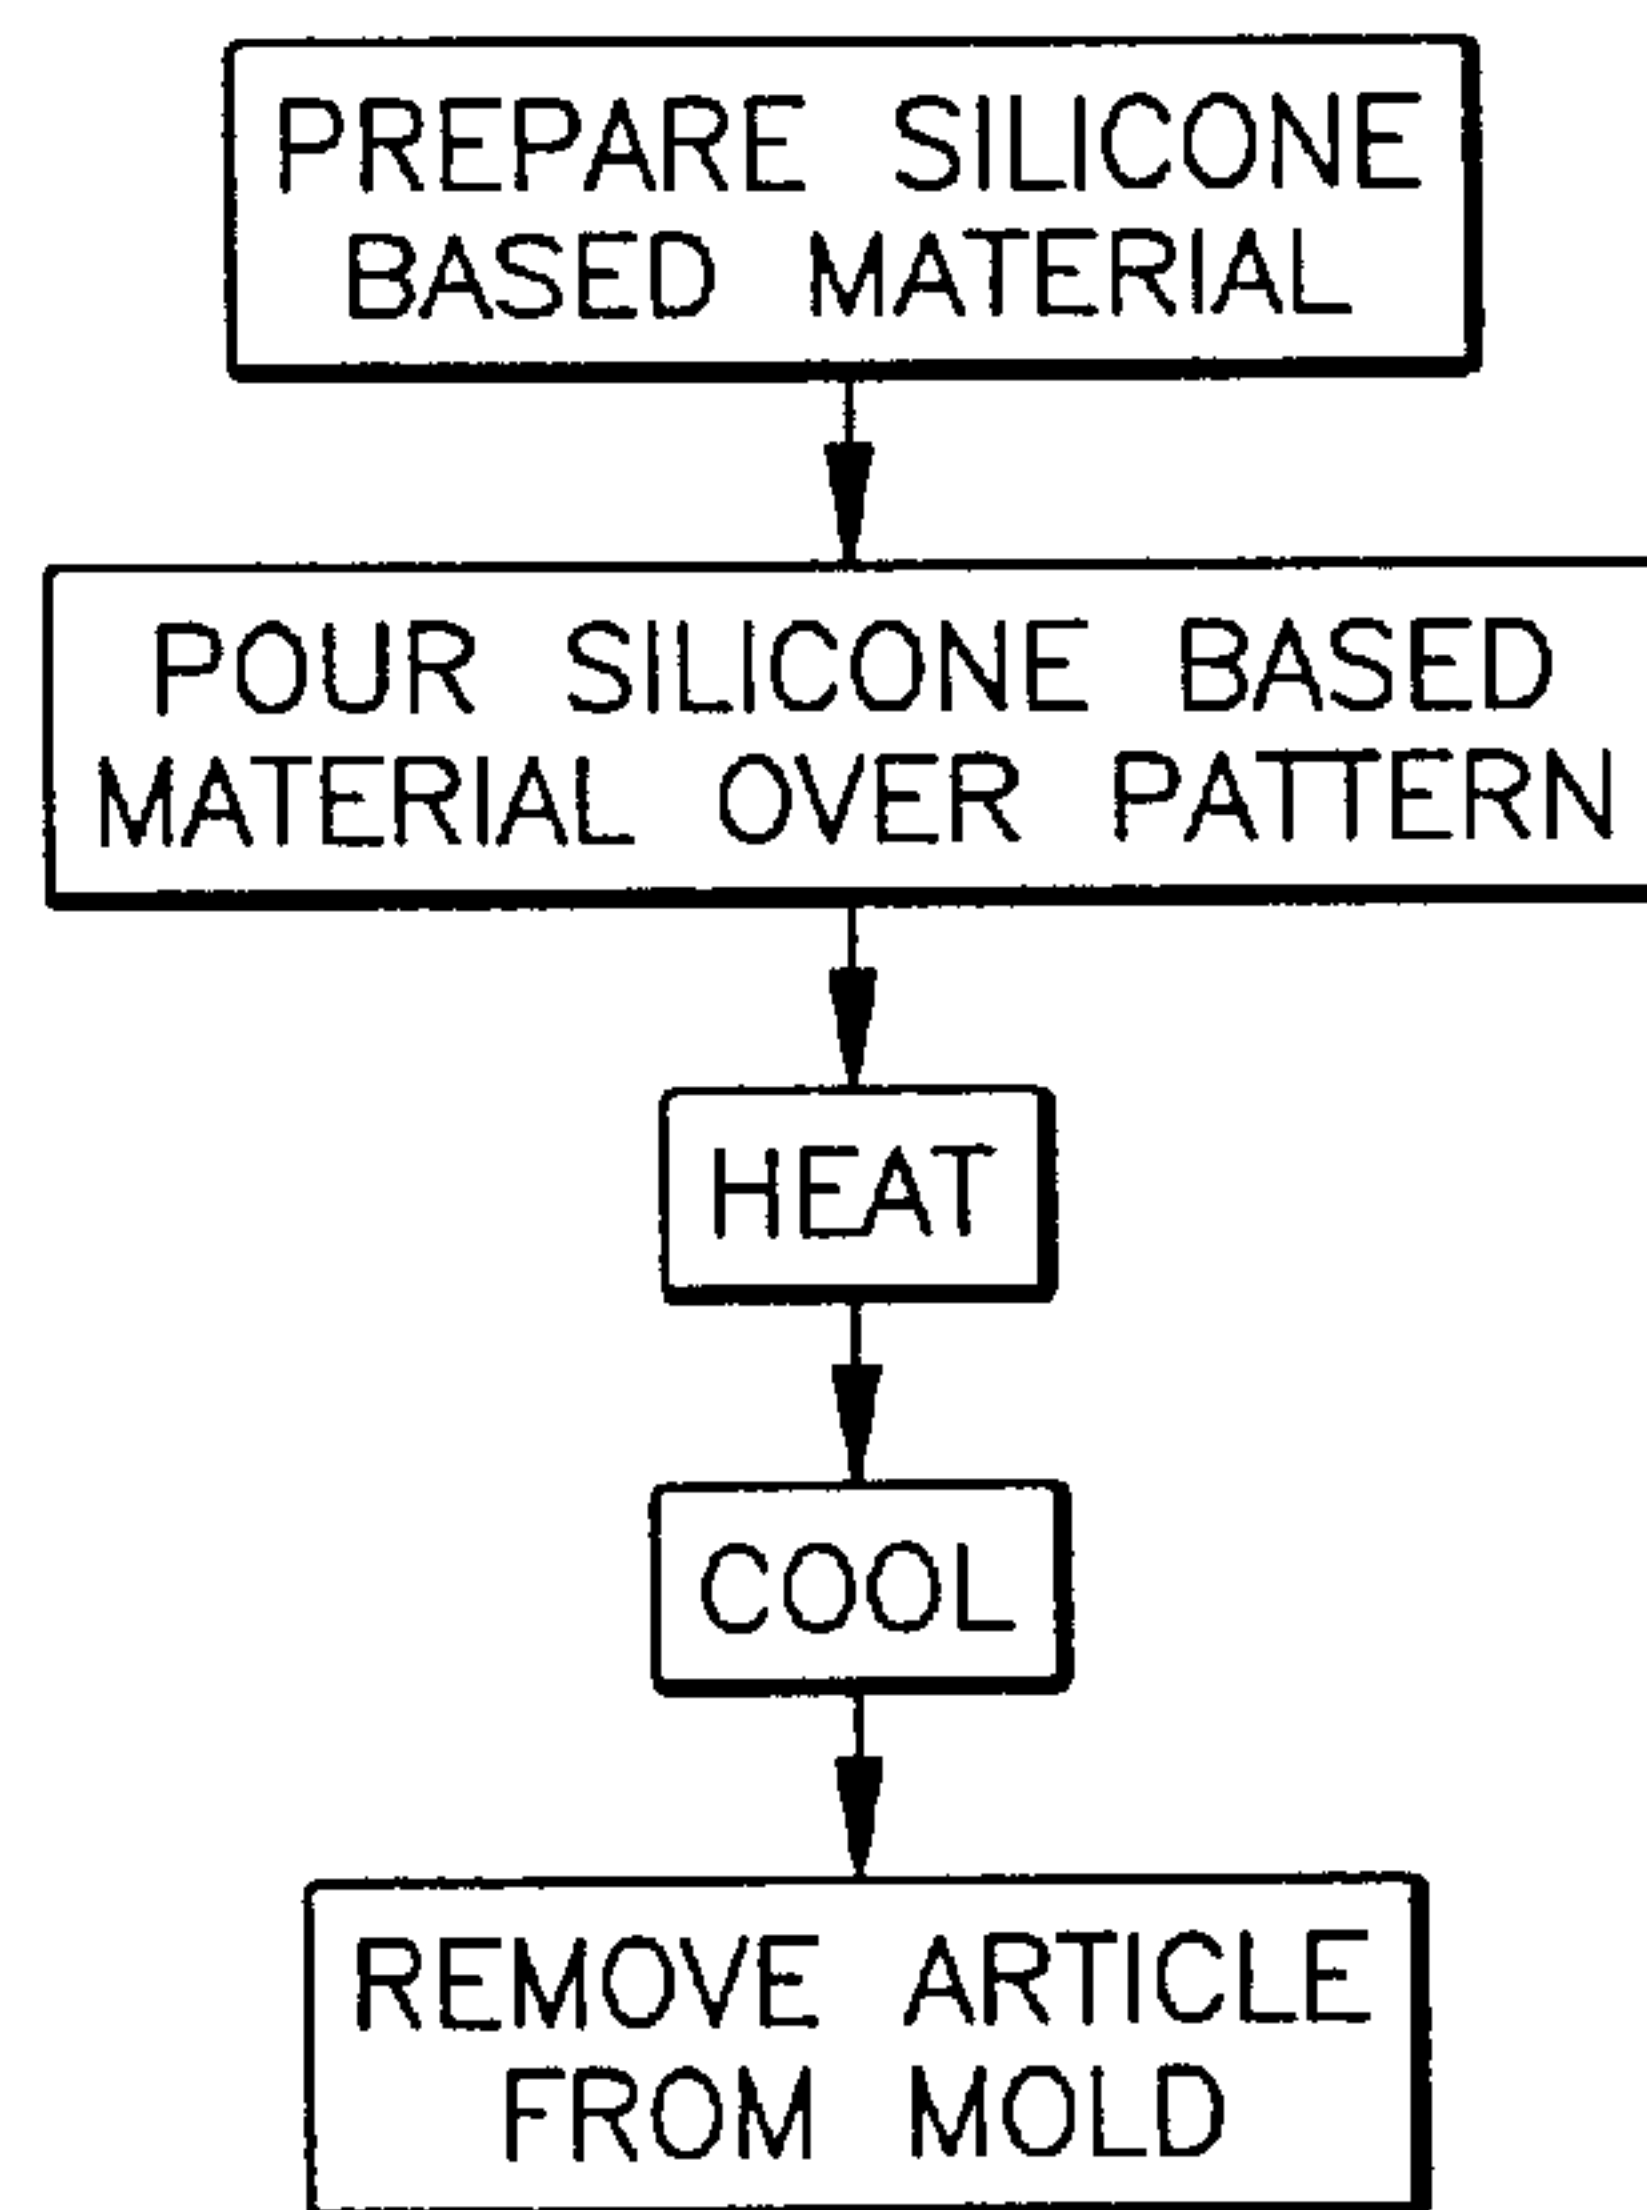 PREPARE SILICONE
BASED MATERIAL
POUR SILICONE BASED
MATERIAL OVER PATTERN
HEAT
COOL
REMOVE ARTICLE
FROM MOLD